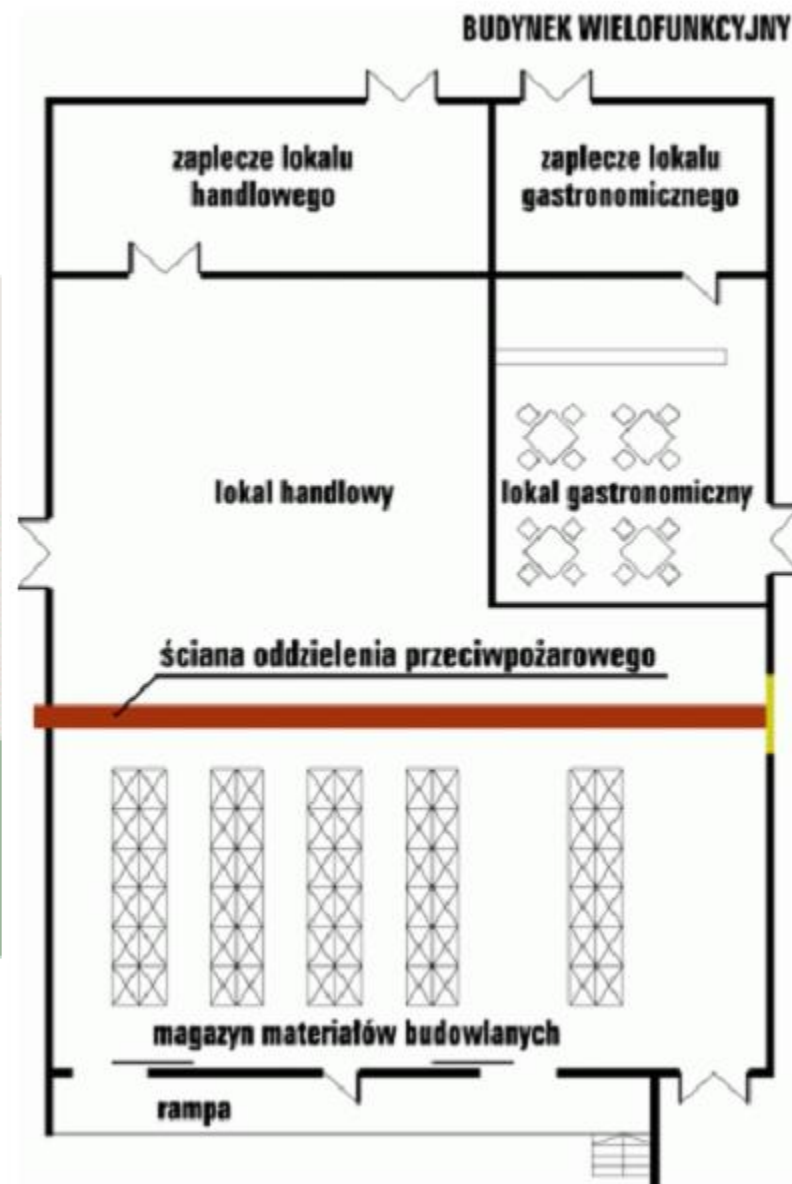 BUDYNEK WIELOFUNKCYJNY
zaplecze lokalu
handlowego
zaplecze lokalu
gastronomicznego
lokal handlowy
lokal gastronomiczny
ściana oddzielenia przeciwpożarowego
magazyn materiałów budowlanych
rampa